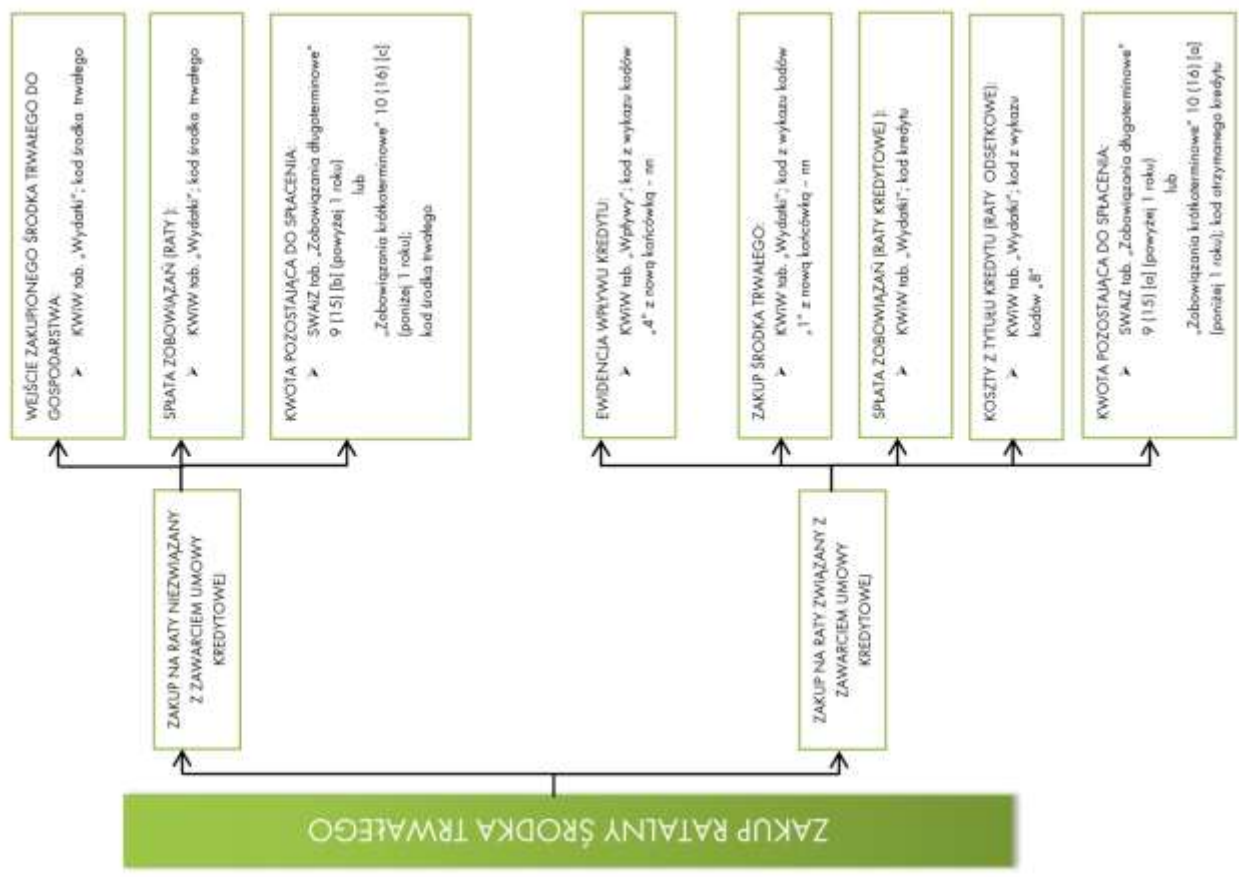 ZAKUP RATALNY ŚRODKA TRWAŁEGO
ZAKUP NA RATY NIEZWIĄZANY
Z ZAWARCIEM UMOWY
KREDYTOWEJ
WEJŚCIE ZAKUPIONEGO ŚRODKA TRWAŁEGO DO
GOSPODARSTWA:
➤ KWiW tab. „Wydatki”; kod środka trwałego
SPŁATA ZOBOWIĄZAŃ (RATY ):
➤ KWiW tab. „Wydatki”; kod środka trwałego
KWOTA POZOSTAJĄCA DO SPŁACENIA:
➤ SWAiZ tab. „Zobowiązania długoterminowe”
9 (15) [b] (powyżej 1 roku)
lub
„Zobowiązania krótkoterminowe” 10 (16) [c]
(poniżej 1 roku);
kod środka trwałego
ZAKUP NA RATY ZWIĄZANY Z
ZAWARCIEM UMOWY
KREDYTOWEJ
EWIDENCJA WPŁYWU KREDYTU:
➤ KWiW tab. „Wpływy”; kod z wykazu kodów
„4” z nową końcówką – nn
ZAKUP ŚRODKA TRWAŁEGO:
➤ KWiW tab. „Wydatki”; kod z wykazu kodów
„1” z nową końcówką – nn
SPŁATA ZOBOWIĄZAŃ (RATY KREDYTOWEJ ):
➤ KWiW tab. „Wydatki”; kod kredytu
KOSZTY Z TYTUŁU KREDYTU (RATY ODSETKOWE):
➤ KWiW tab. „Wydatki”; kod z wykazu
kodów „8”
KWOTA POZOSTAJĄCA DO SPŁACENIA:
➤ SWAiZ tab. „Zobowiązania długoterminowe”
9 (15) [a] (powyżej 1 roku)
lub
„Zobowiązania krótkoterminowe” 10 (16) [a]
(poniżej 1 roku); kod otrzymanego kredytu